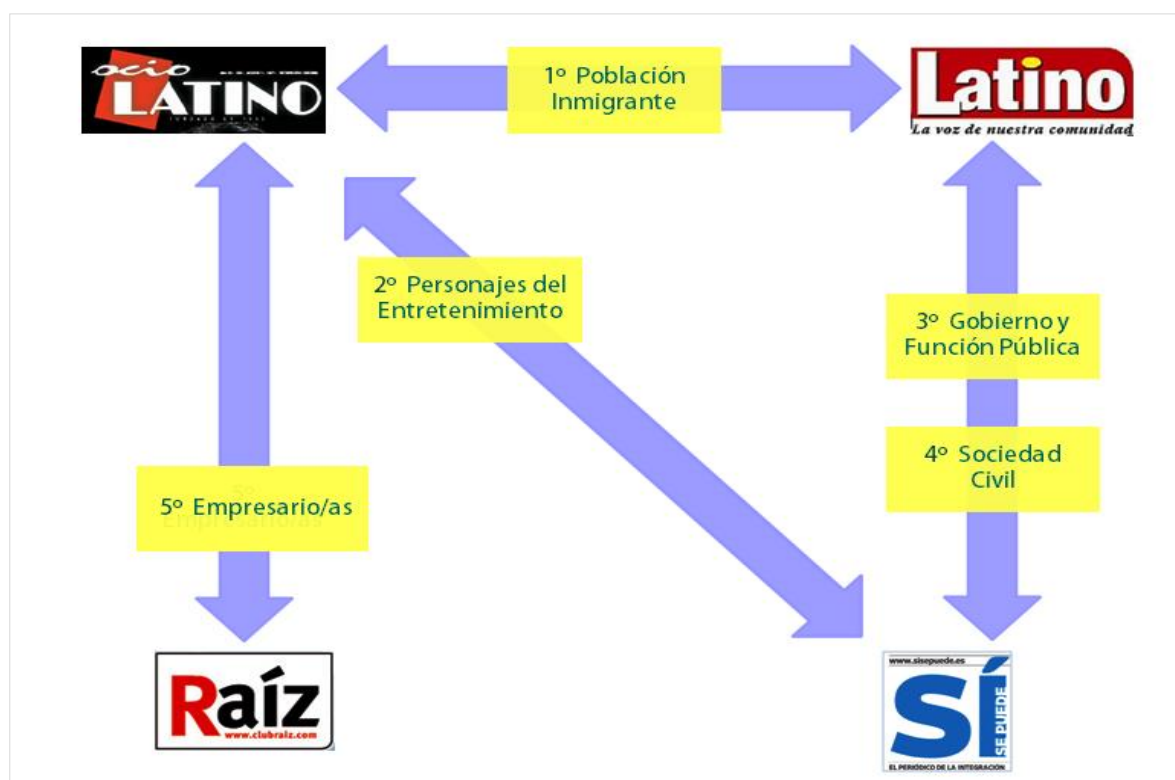 ocio
LATINO
1º Población
Inmigrante
Latino
La voz de nuestra comunidad
2º Personajes del
Entretenimiento
3º Gobierno y
Función Pública
4º Sociedad
Civil
5º Empresario/as
Raíz
www.clubraiz.com
www.sisepuede.es
SÍ
SE PUEDE
EL PERIÓDICO DE LA INTEGRACIÓN